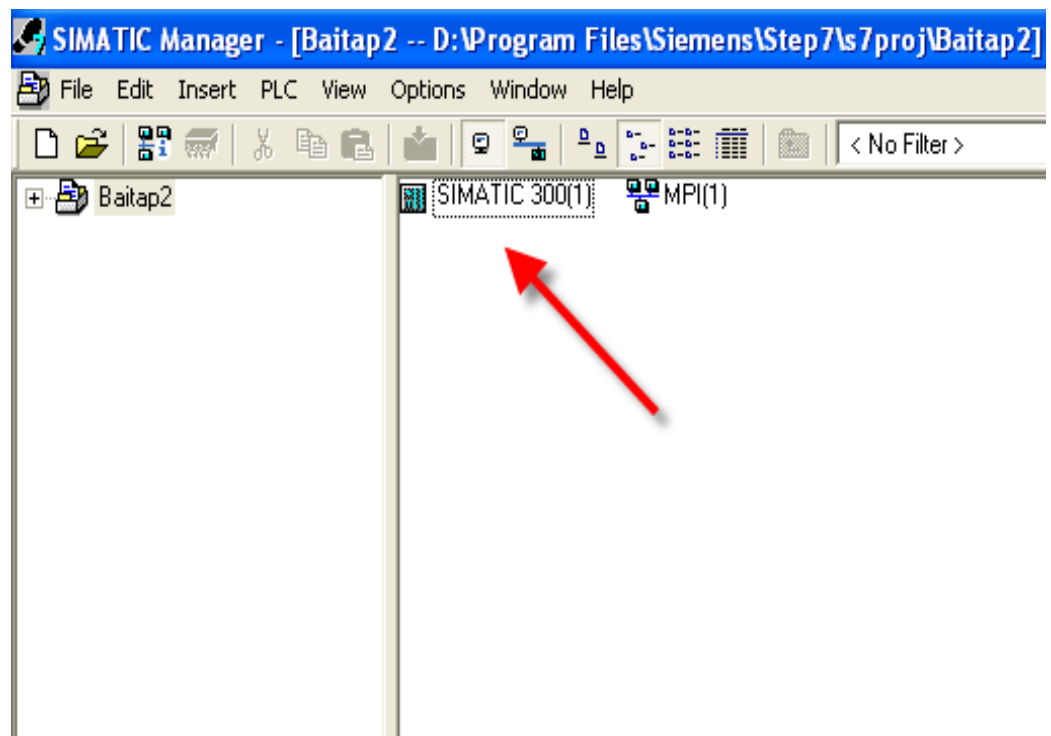 SIMATIC Manager - [Baitap2 -- D:\Program Files\Siemens\Step7\s7proj\Baitap2]
File Edit Insert PLC View Options Window Help
< No Filter >
Baitap2
SIMATIC 300(1) MPI(1)